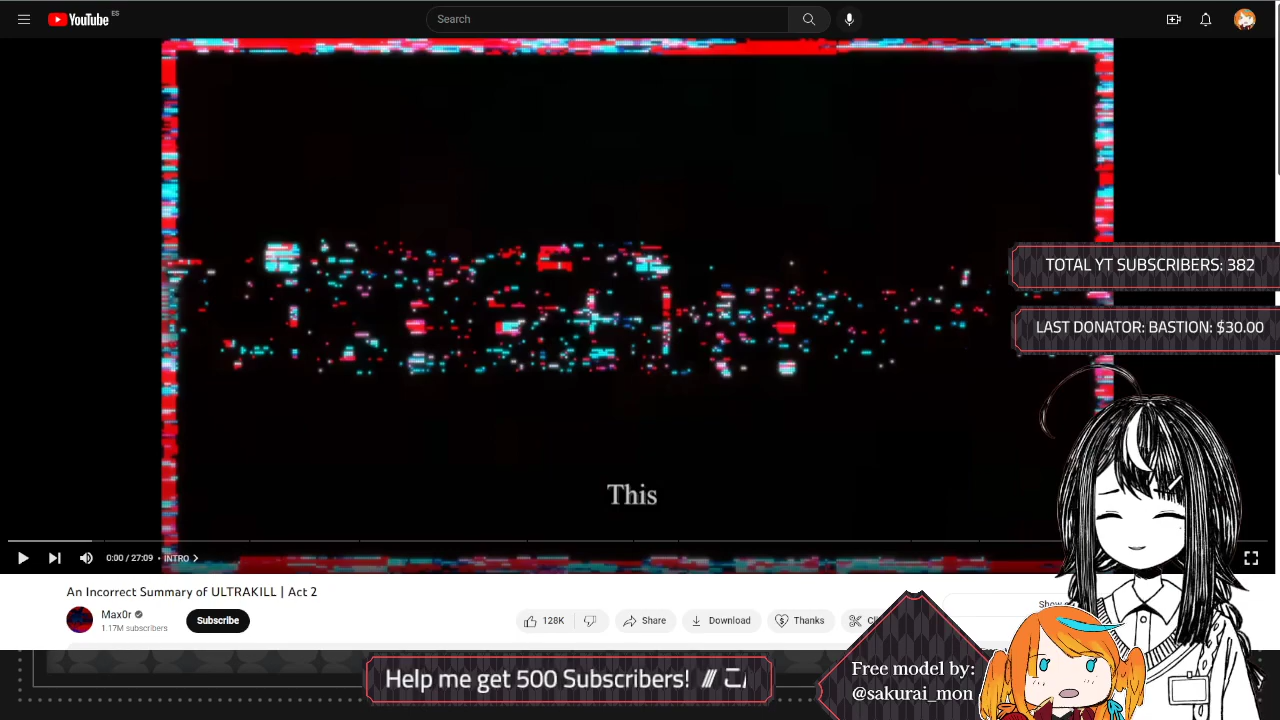 YouTube ES
Search
TOTAL YT SUBSCRIBERS: 382
LAST DONATOR: BASTION: $30.00
This
0:00 / 27:09 • INTRO
An Incorrect Summary of ULTRAKILL | Act 2
Max0r
1.17M subscribers
Subscribe
128K
Share
Download
Thanks
Show
Help me get 500 Subscribers! /// こ
Free model by:
@sakurai_mon